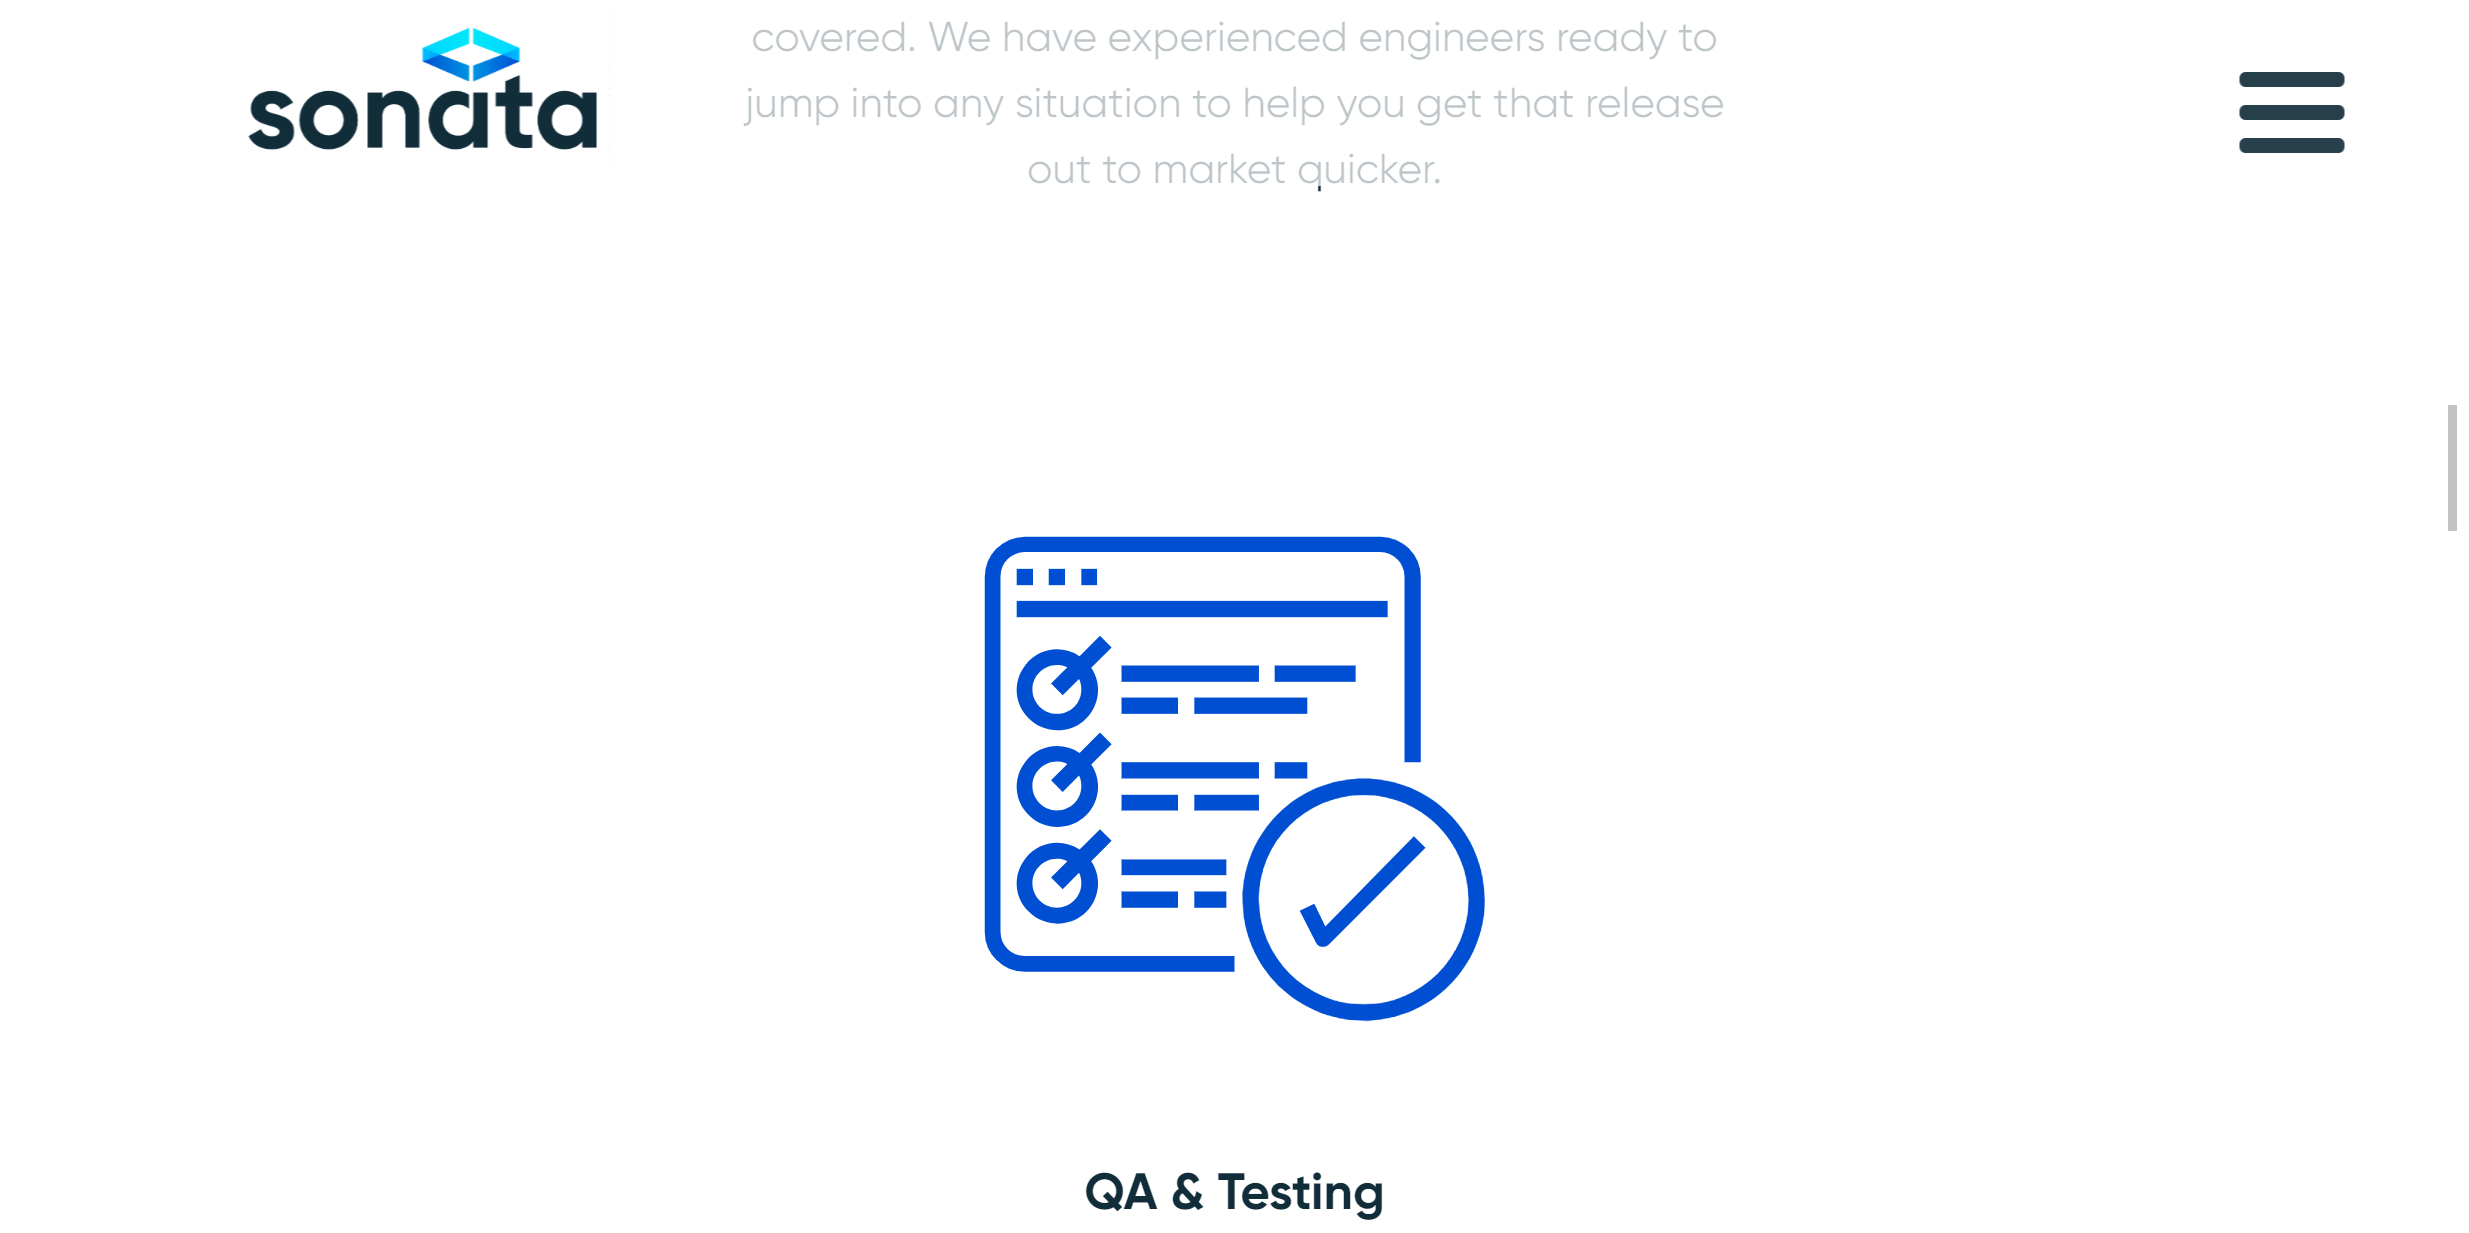 sonata
covered. We have experienced engineers ready to
jump into any situation to help you get that release
out to market quicker.
QA & Testing